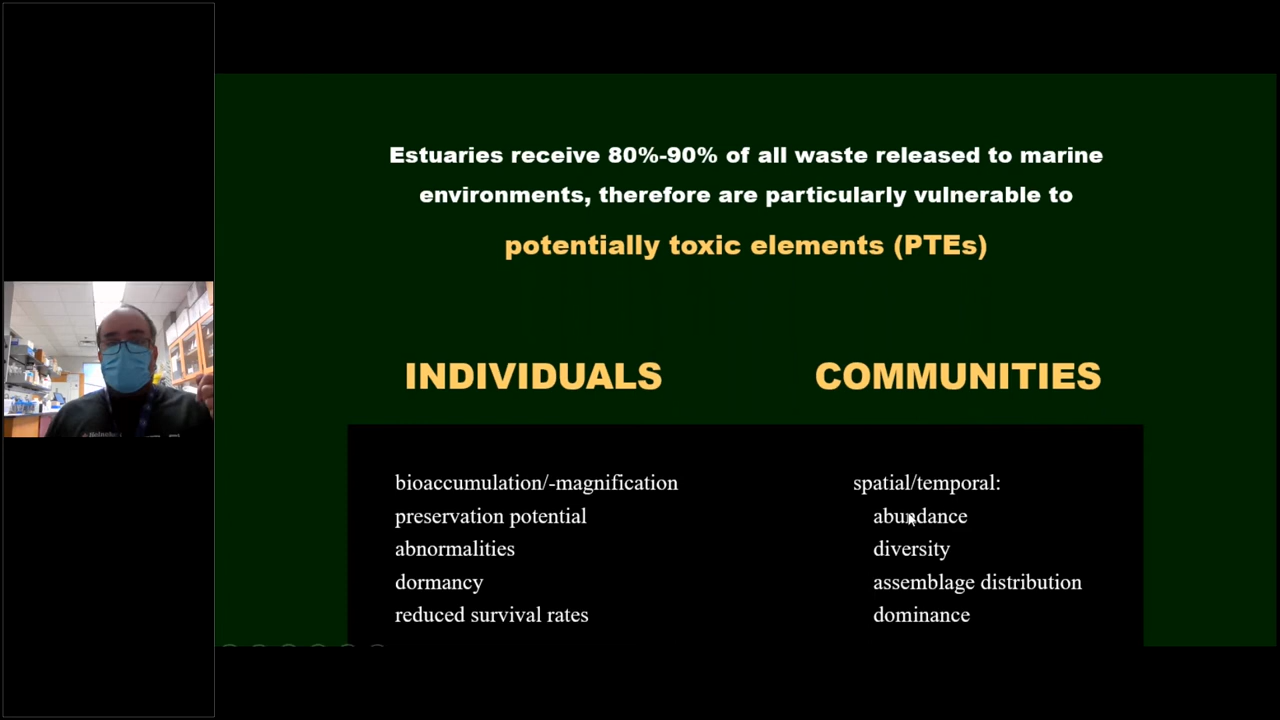 Estuaries receive 80%-90% of all waste released to marine
environments, therefore are particularly vulnerable to
potentially toxic elements (PTEs)
INDIVIDUALS
bioaccumulation/-magnification
preservation potential
abnormalities
dormancy
reduced survival rates
COMMUNITIES
spatial/temporal:
abundance
diversity
assemblage distribution
dominance